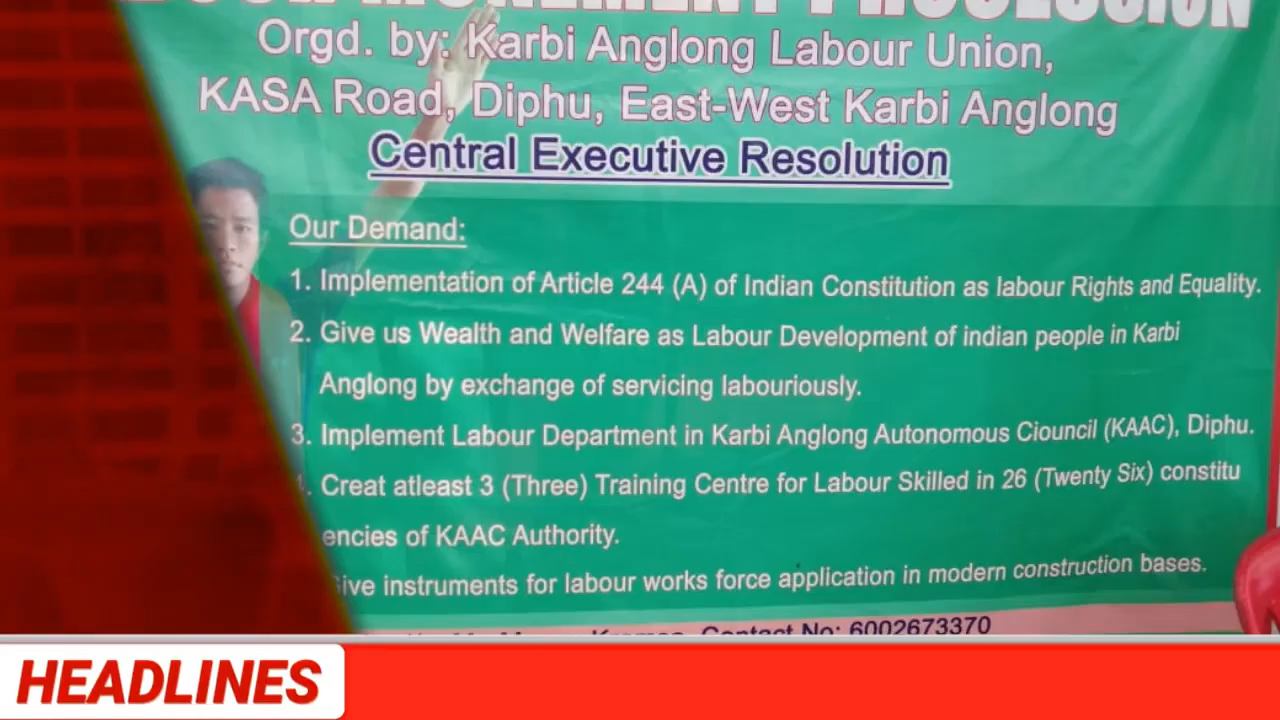 Orgd. by: Karbi Anglong Labour Union,
KASA Road, Diphu, East-West Karbi Anglong
Central Executive Resolution
Our Demand:
1. Implementation of Article 244 (A) of Indian Constitution as labour Rights and Equality.
2. Give us Wealth and Welfare as Labour Development of indian people in Karbi
Anglong by exchange of servicing labouriously.
3. Implement Labour Department in Karbi Anglong Autonomous Ciouncil (KAAC), Diphu.
4. Creat atleast 3 (Three) Training Centre for Labour Skilled in 26 (Twenty Six) constitu
encies of KAAC Authority.
Give instruments for labour works force application in modern construction bases.
Contact No: 6002673370
HEADLINES